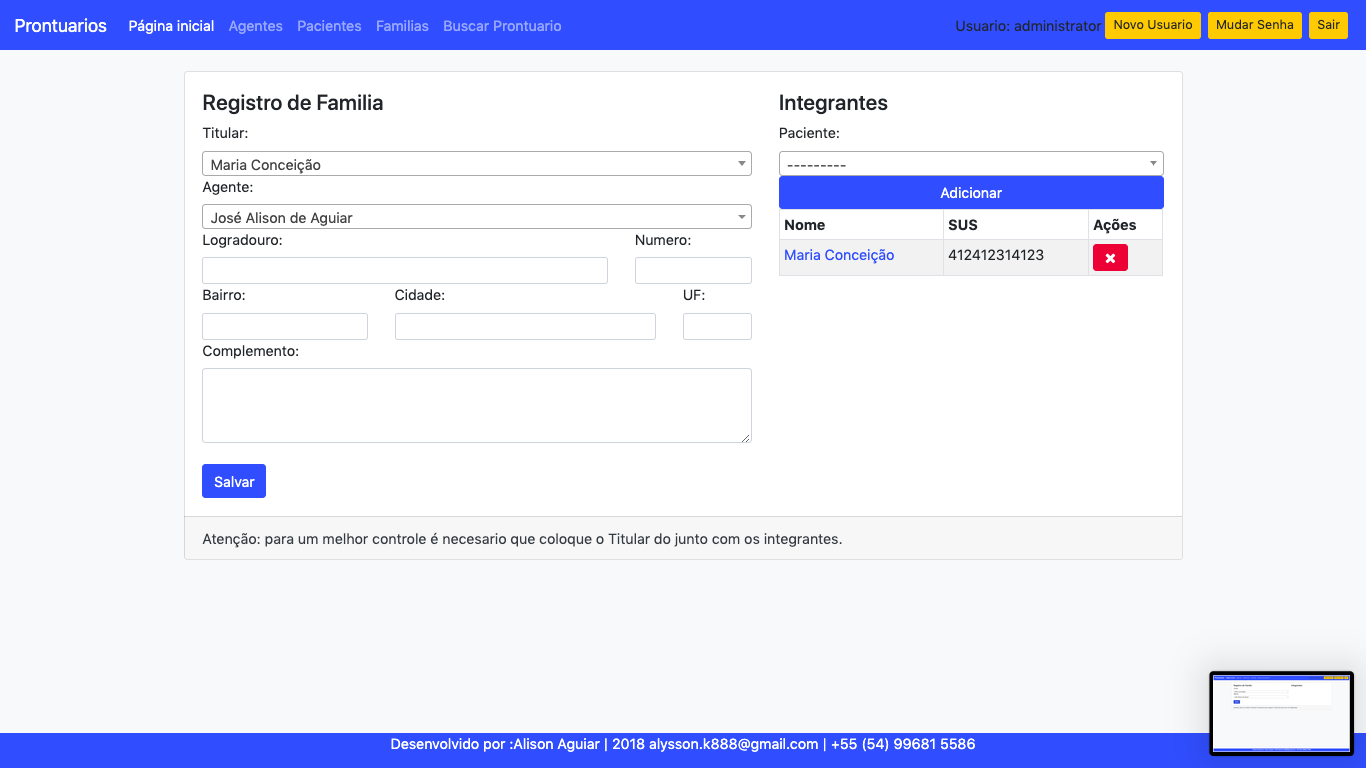 Prontuarios Página inicial Agentes Pacientes Familias Buscar Prontuario Usuario: administrator Novo Usuario Mudar Senha Sair
Registro de Familia
Titular:
Maria Conceição
Agente:
José Alison de Aguiar
Logradouro: Numero:
Bairro: Cidade: UF:
Complemento:
Salvar
Integrantes
Paciente:
---------
Adicionar
Nome SUS Ações
Maria Conceição 412412314123
Atenção: para um melhor controle é necesario que coloque o Titular do junto com os integrantes.
Desenvolvido por :Alison Aguiar | 2018 alysson.k888@gmail.com | +55 (54) 99681 5586